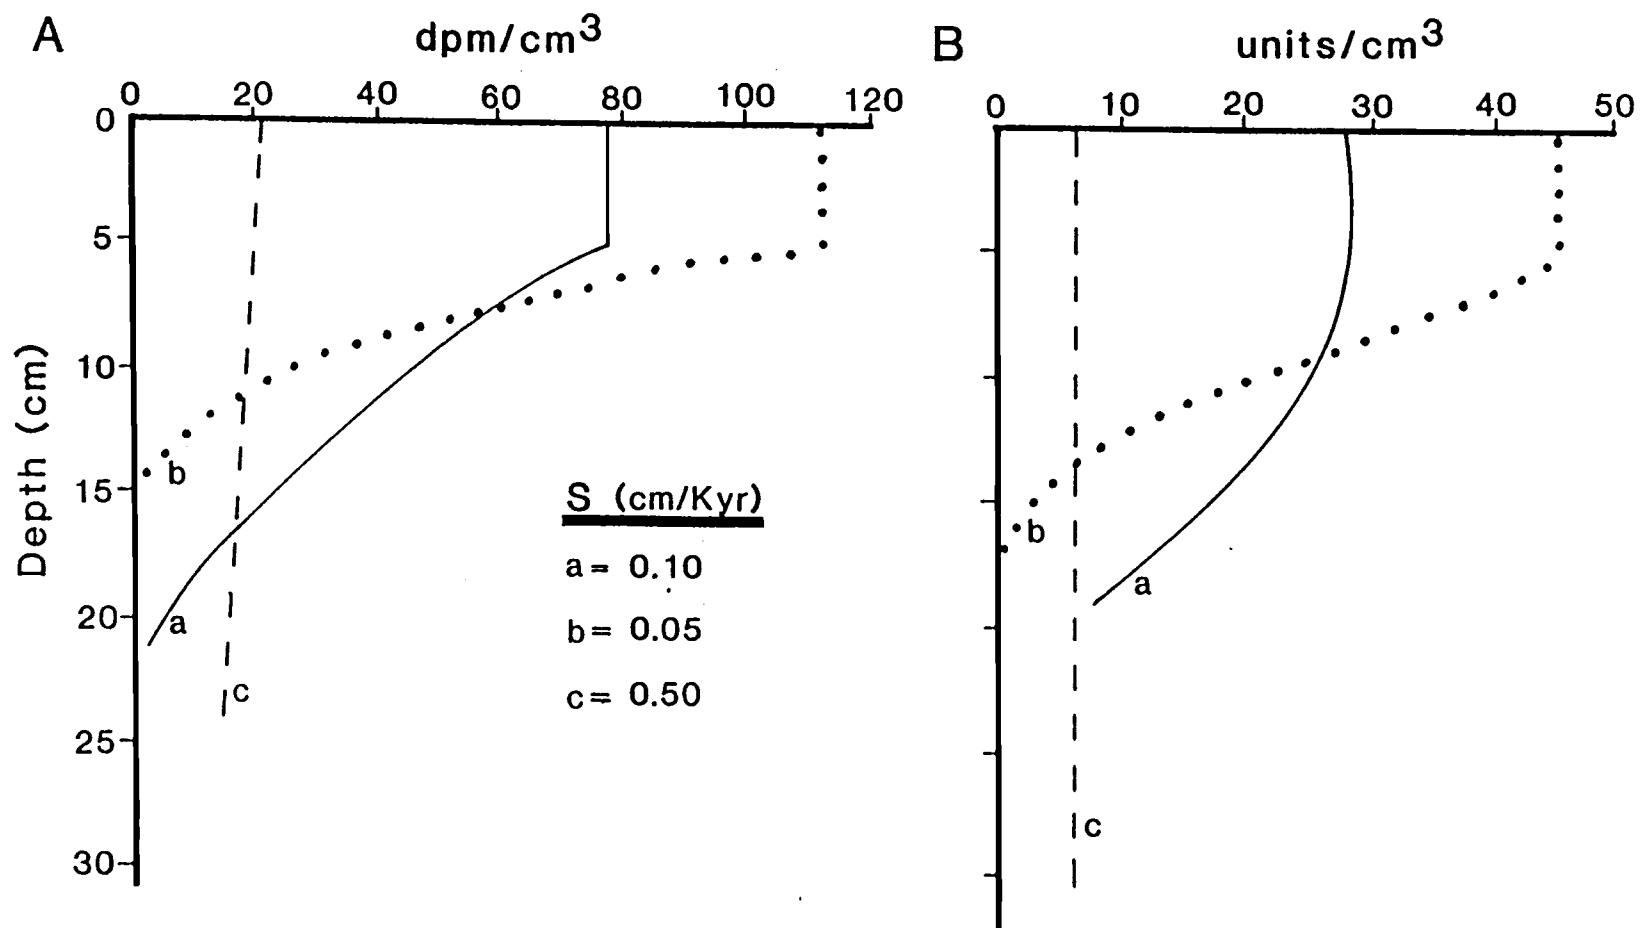 A
dpm/cm3
0 20 40 60 80 100 120
0
5
10
15
20
25
30
Depth (cm)
b
a
c
S (cm/Kyr)
a= 0.10
b= 0.05
c= 0.50
B
units/cm3
0 10 20 30 40 50
b
a
c